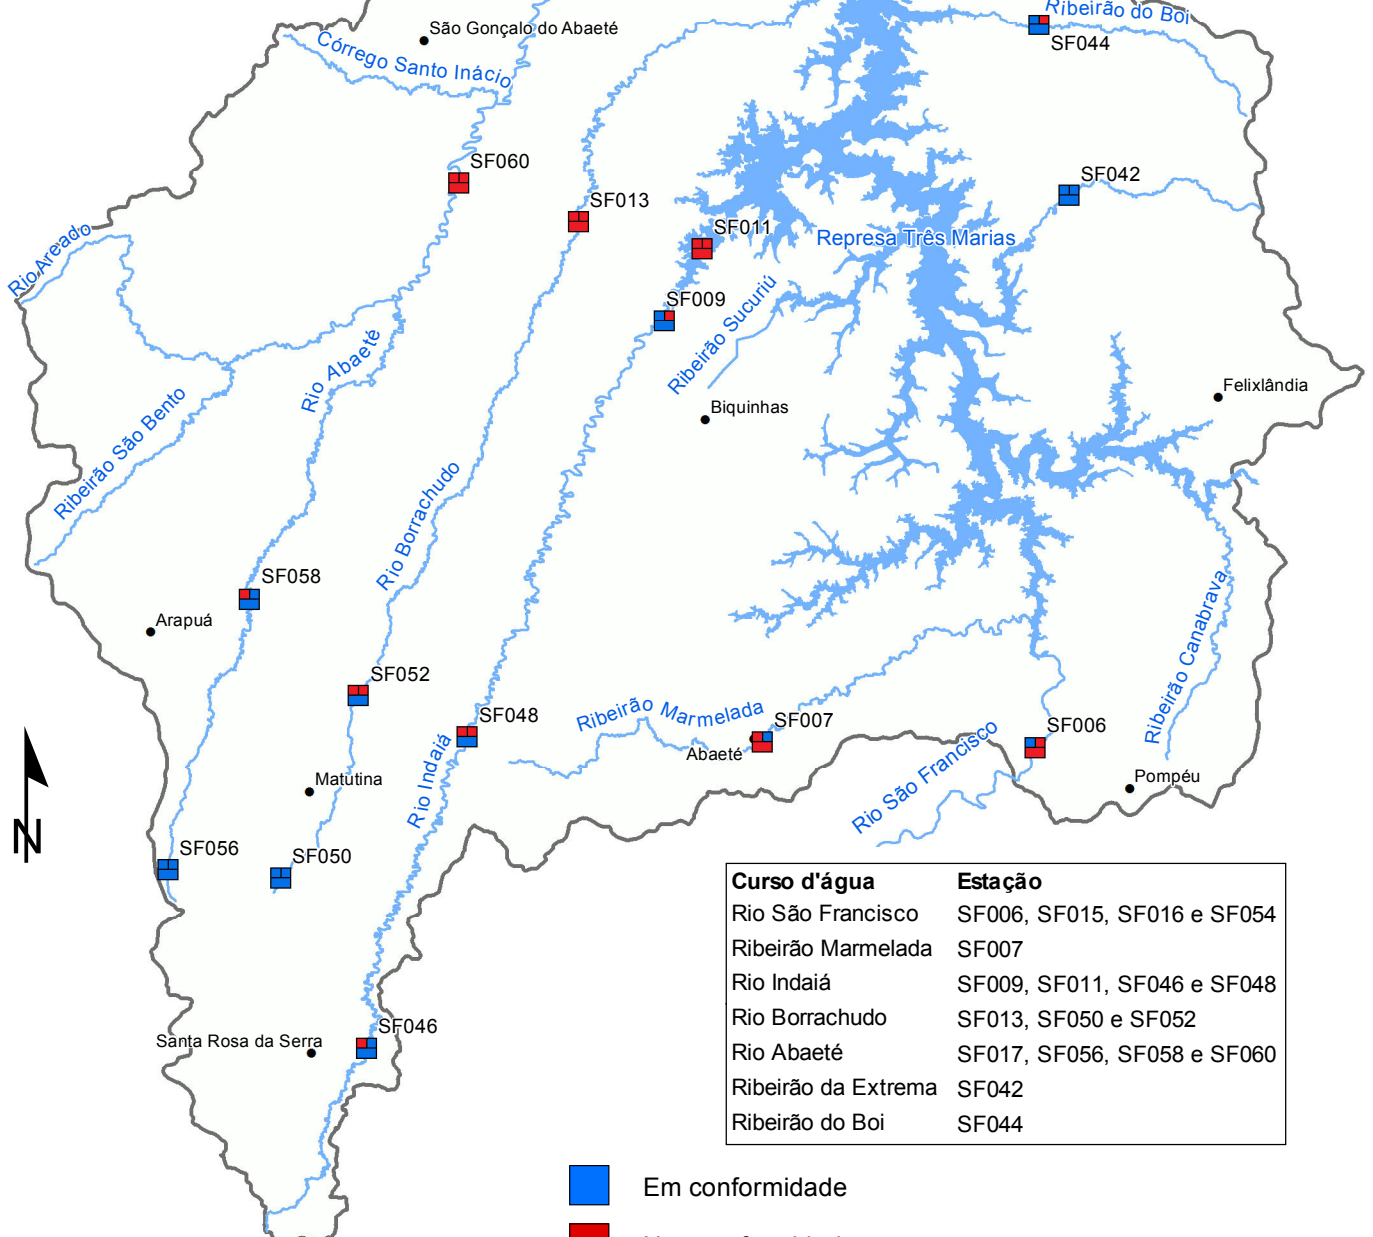 Ribeirão do Boi
São Gonçalo do Abaeté
SF044
Córrego Santo Inácio
SF060
SF042
SF013
SF011
Represa Três Marias
Rio Areado
SF009
Ribeirão Sucuriú
Rio Abaeté
Felixlândia
Biquinhas
Ribeirão São Bento
Rio Borrachudo
SF058
Arapuá
Ribeirão Canabrava
SF052
SF048
Ribeirão Marmelada
SF007
SF006
Abaeté
Rio São Francisco
Pompéu
Matutina
Rio Indaiá
N
SF056
SF050
Curso d'água Estação
Rio São Francisco SF006, SF015, SF016 e SF054
Ribeirão Marmelada SF007
Rio Indaiá SF009, SF011, SF046 e SF048
Rio Borrachudo SF013, SF050 e SF052
Rio Abaeté SF017, SF056, SF058 e SF060
Ribeirão da Extrema SF042
Ribeirão do Boi SF044
SF046
Santa Rosa da Serra
Em conformidade